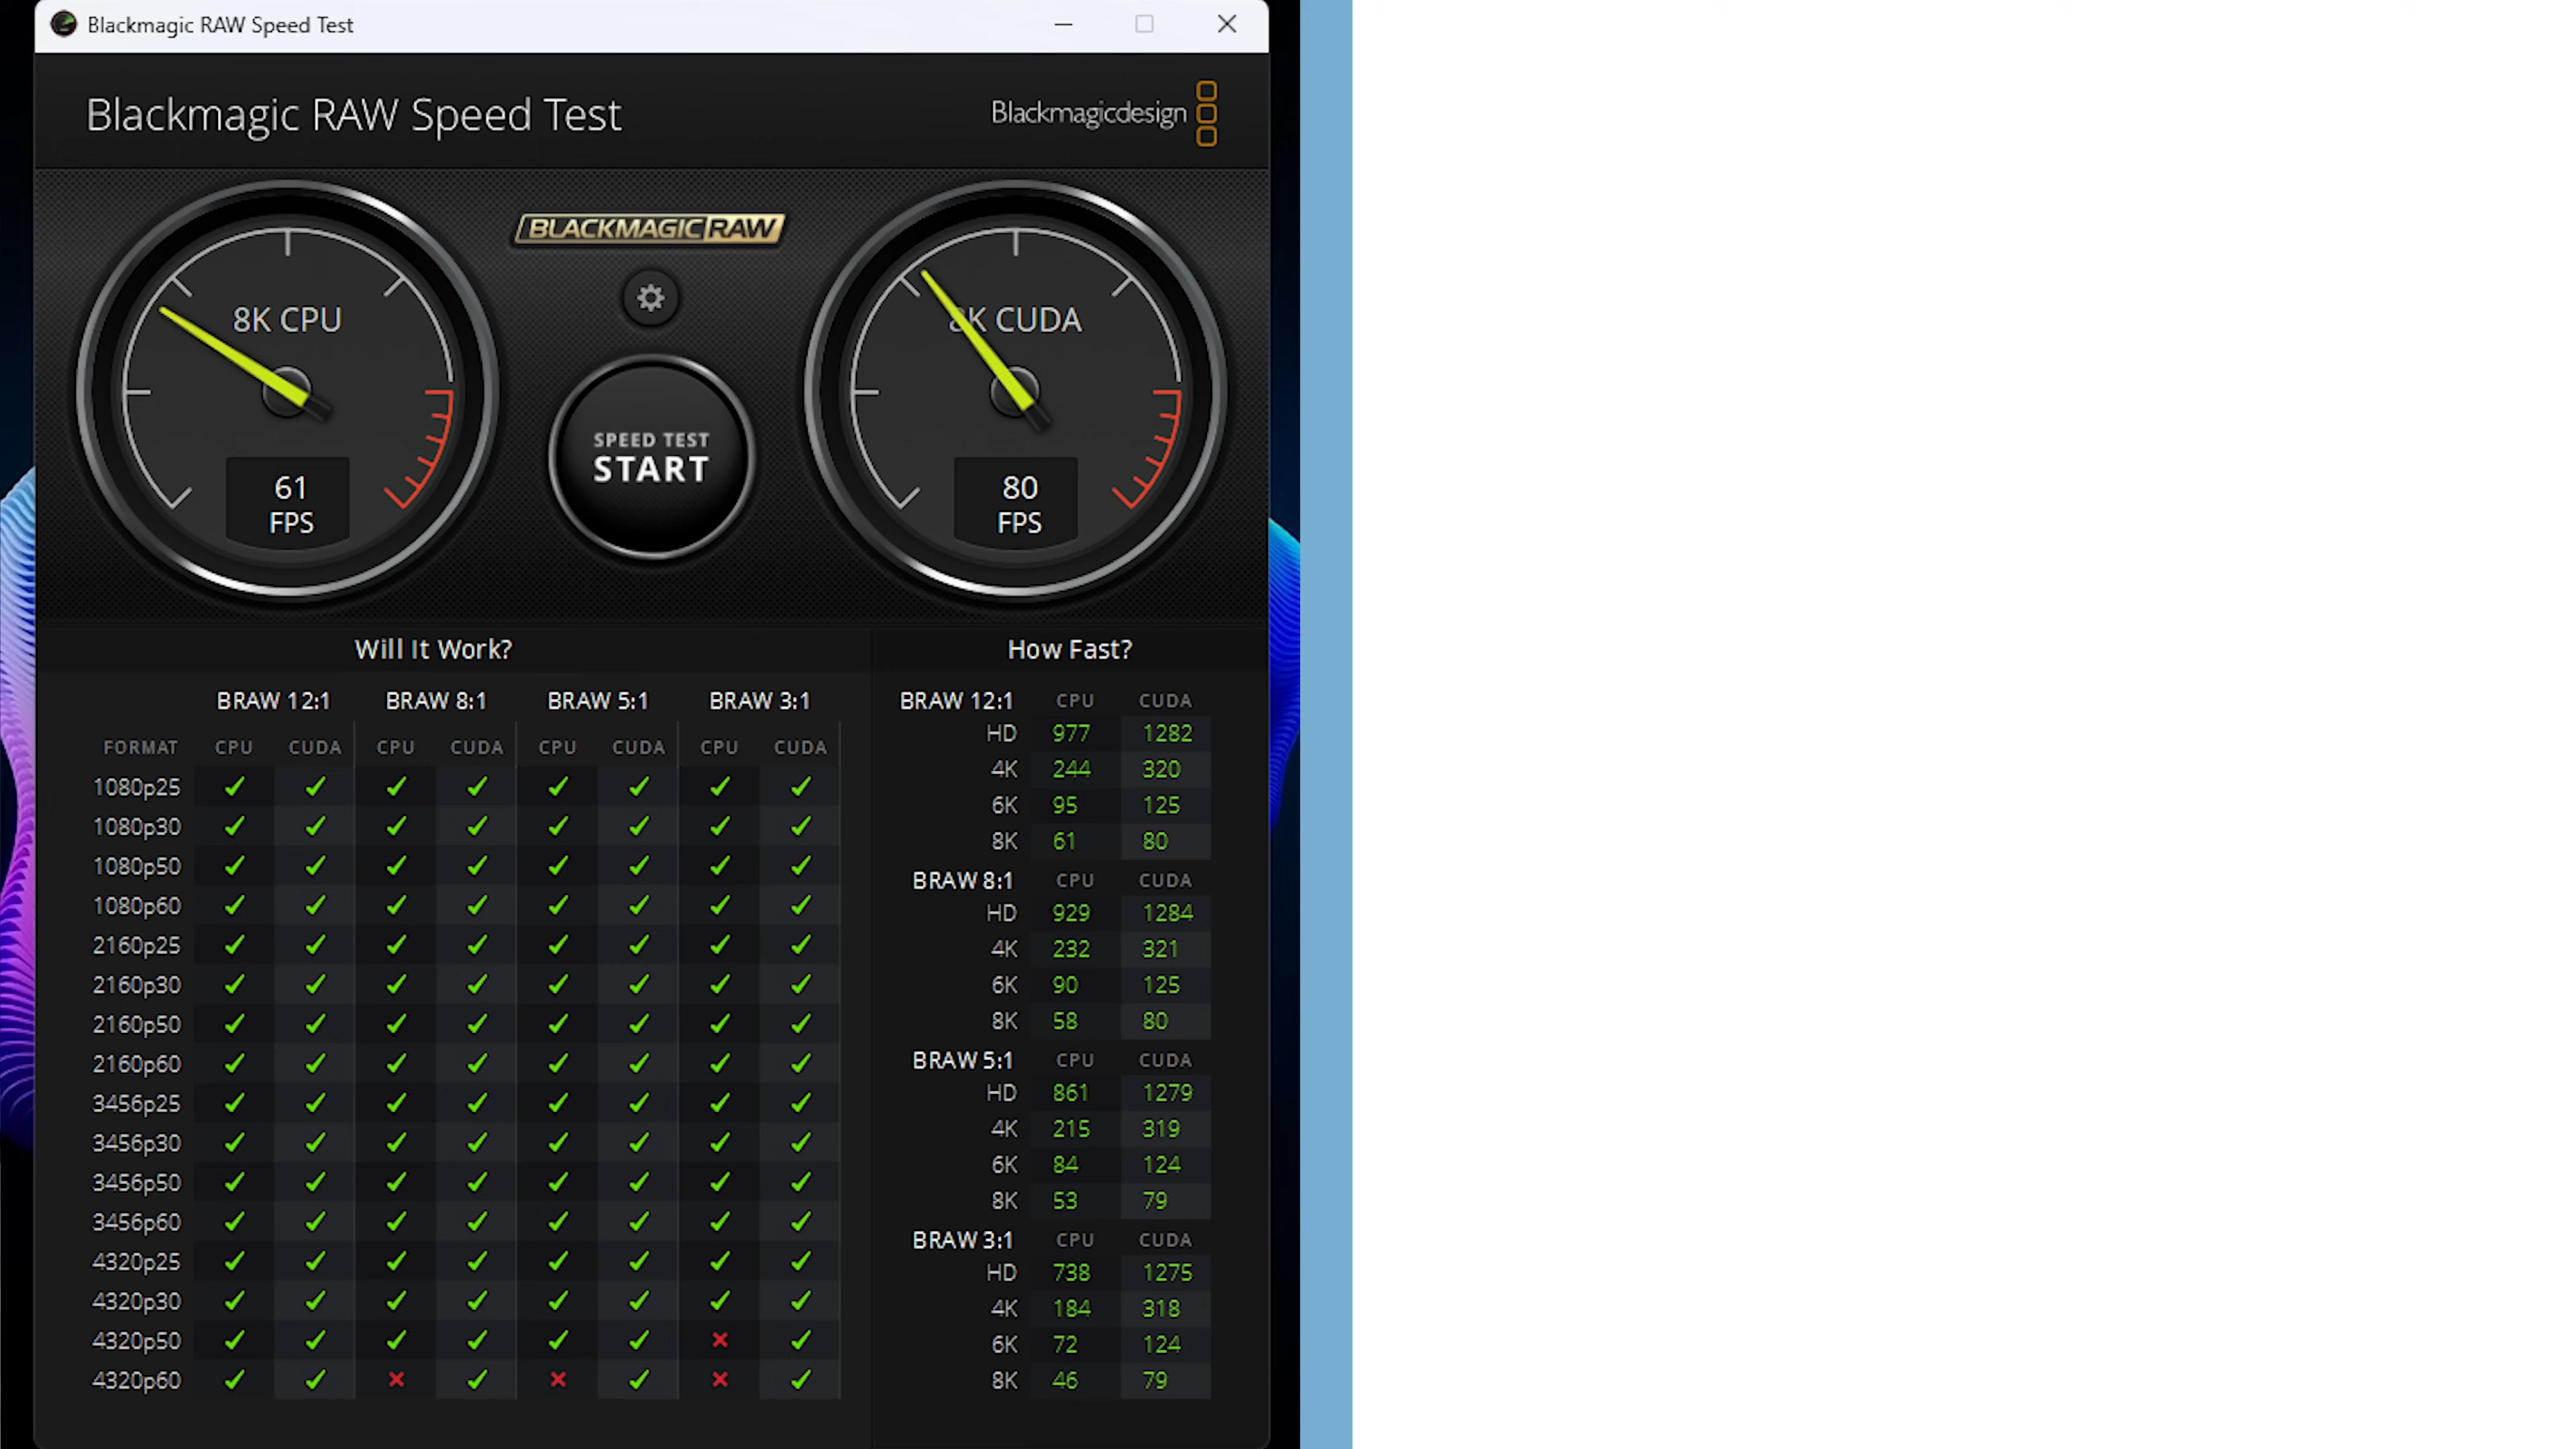 Blackmagic RAW Speed Test
Blackmagic RAW Speed Test
Blackmagicdesign
BLACKMAGIC RAW
8K CPU
8K CUDA
SPEED TEST
START
61
FPS
80
FPS
Will It Work?
BRAW 12:1 BRAW 8:1 BRAW 5:1 BRAW 3:1
FORMAT CPU CUDA CPU CUDA CPU CUDA CPU CUDA
1080p25
1080p30
1080p50
1080p60
2160p25
2160p30
2160p50
2160p60
3456p25
3456p30
3456p50
3456p60
4320p25
4320p30
4320p50
4320p60
How Fast?
BRAW 12:1 CPU CUDA
HD 977 1282
4K 244 320
6K 95 125
8K 61 80
BRAW 8:1 CPU CUDA
HD 929 1284
4K 232 321
6K 90 125
8K 58 80
BRAW 5:1 CPU CUDA
HD 861 1279
4K 215 319
6K 84 124
8K 53 79
BRAW 3:1 CPU CUDA
HD 738 1275
4K 184 318
6K 72 124
8K 46 79